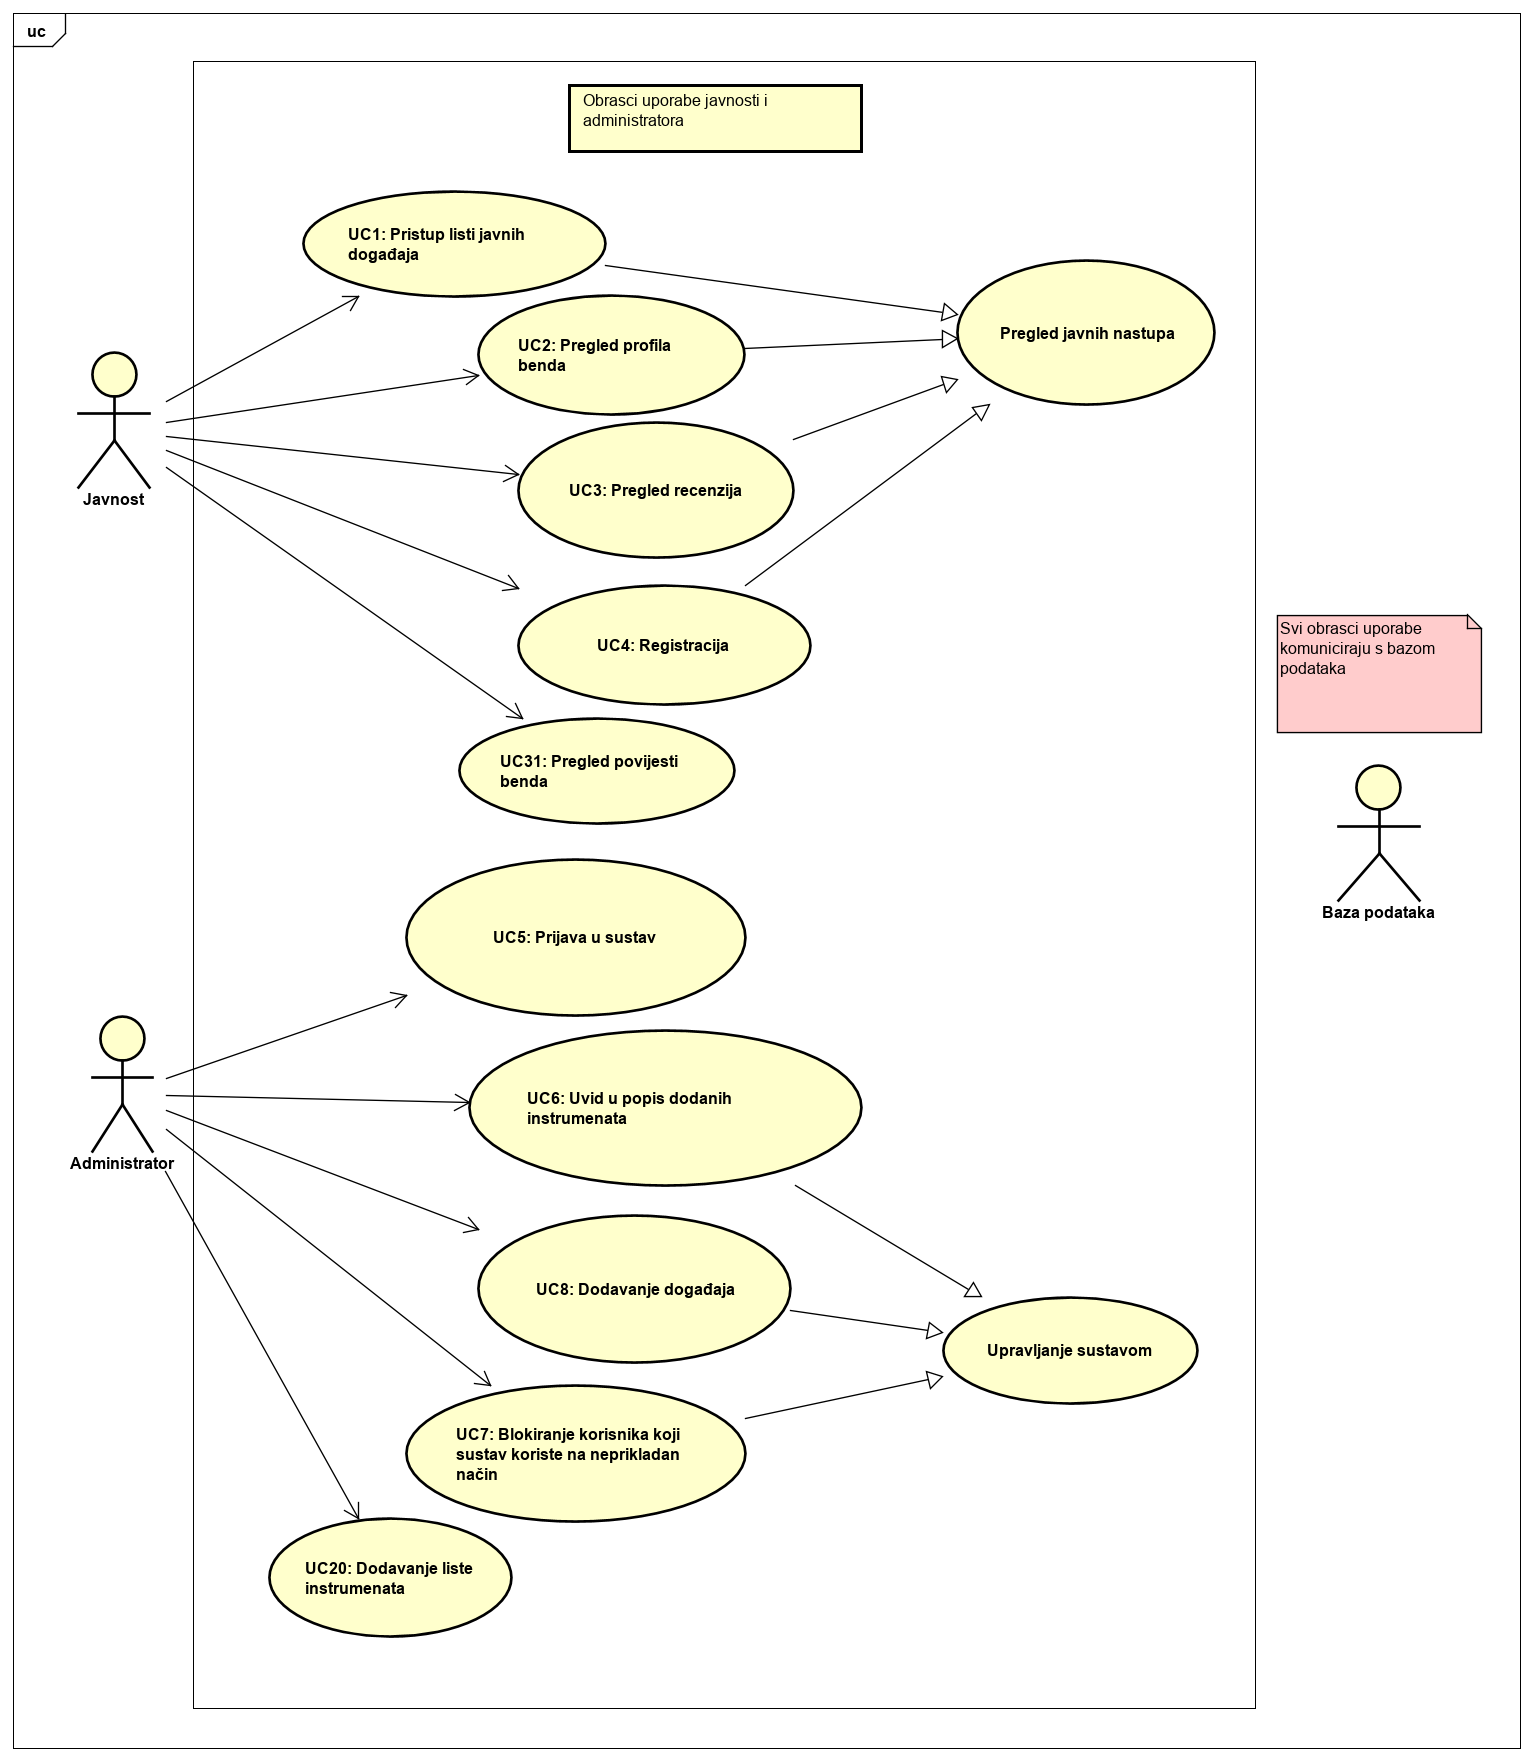 uc
Obrasci uporabe javnosti i
administratora
UC1: Pristup listi javnih
događaja
UC2: Pregled profila
benda
Pregled javnih nastupa
UC3: Pregled recenzija
Javnost
UC4: Registracija
Svi obrasci uporabe
komuniciraju s bazom
podataka
UC31: Pregled povijesti
benda
Baza podataka
UC5: Prijava u sustav
UC6: Uvid u popis dodanih
instrumenata
Administrator
UC8: Dodavanje događaja
Upravljanje sustavom
UC7: Blokiranje korisnika koji
sustav koriste na neprikladan
način
UC20: Dodavanje liste
instrumenata